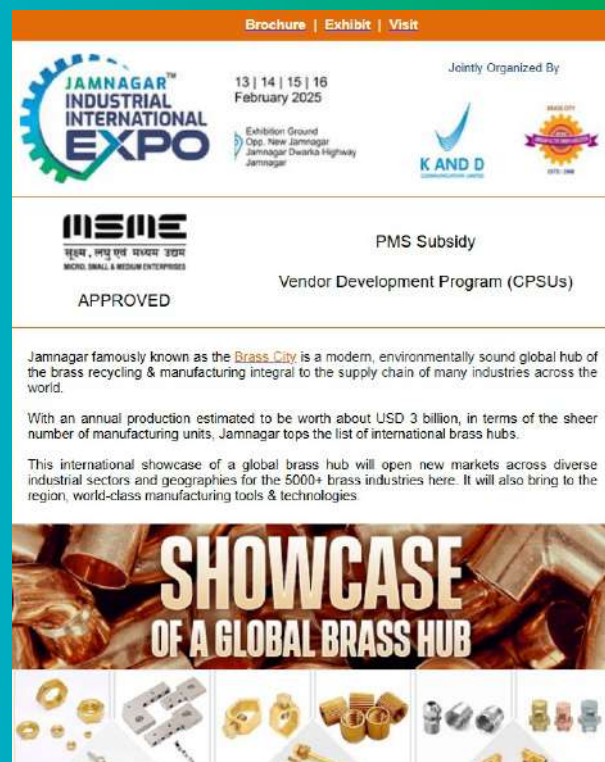 Brochure | Exhibit | Visit
JAMNAGAR™
INDUSTRIAL
INTERNATIONAL
EXPO
13 | 14 | 15 | 16
February 2025
Exhibition Ground
Opp. New Jamnagar
Jamnagar Dwarka Highway
Jamnagar
Jointly Organized By
K AND D
COMMUNICATION LIMITED
BRASS CITY
ESTD : 1948
msme
सूक्ष्म, लघु एवं मध्यम उद्यम
MICRO, SMALL & MEDIUM ENTERPRISES
APPROVED
PMS Subsidy
Vendor Development Program (CPSUs)
Jamnagar famously known as the Brass City is a modern, environmentally sound global hub of
the brass recycling & manufacturing integral to the supply chain of many industries across the
world.
With an annual production estimated to be worth about USD 3 billion, in terms of the sheer
number of manufacturing units, Jamnagar tops the list of international brass hubs.
This international showcase of a global brass hub will open new markets across diverse
industrial sectors and geographies for the 5000+ brass industries here. It will also bring to the
region, world-class manufacturing tools & technologies.
SHOWCASE
OF A GLOBAL BRASS HUB